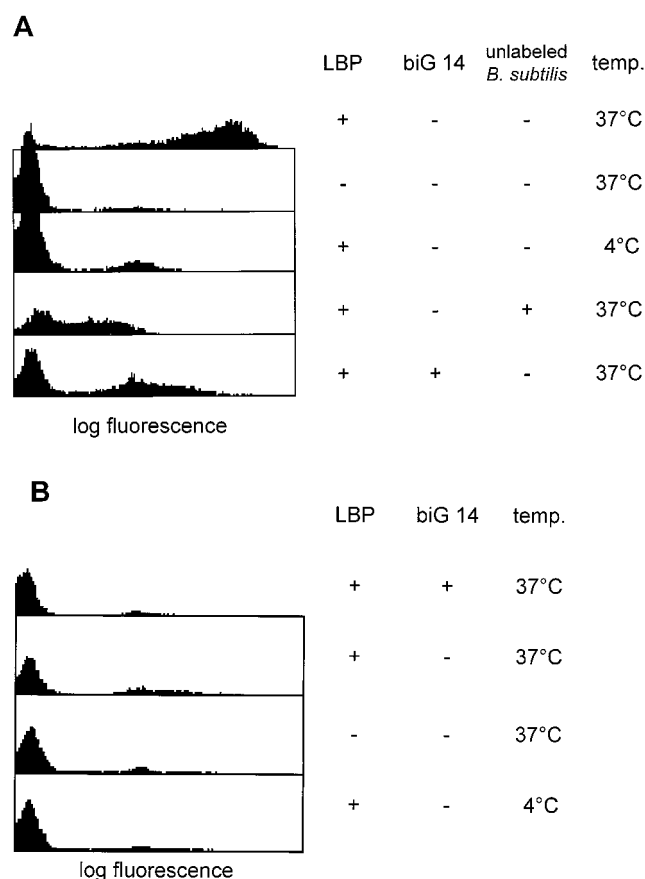 A
LBP biG 14 unlabeled B. subtilis temp.
+ - - 37°C
- - - 37°C
+ - - 4°C
+ - + 37°C
+ + - 37°C
log fluorescence
B
LBP biG 14 temp.
+ + 37°C
+ - 37°C
- - 37°C
+ - 4°C
log fluorescence